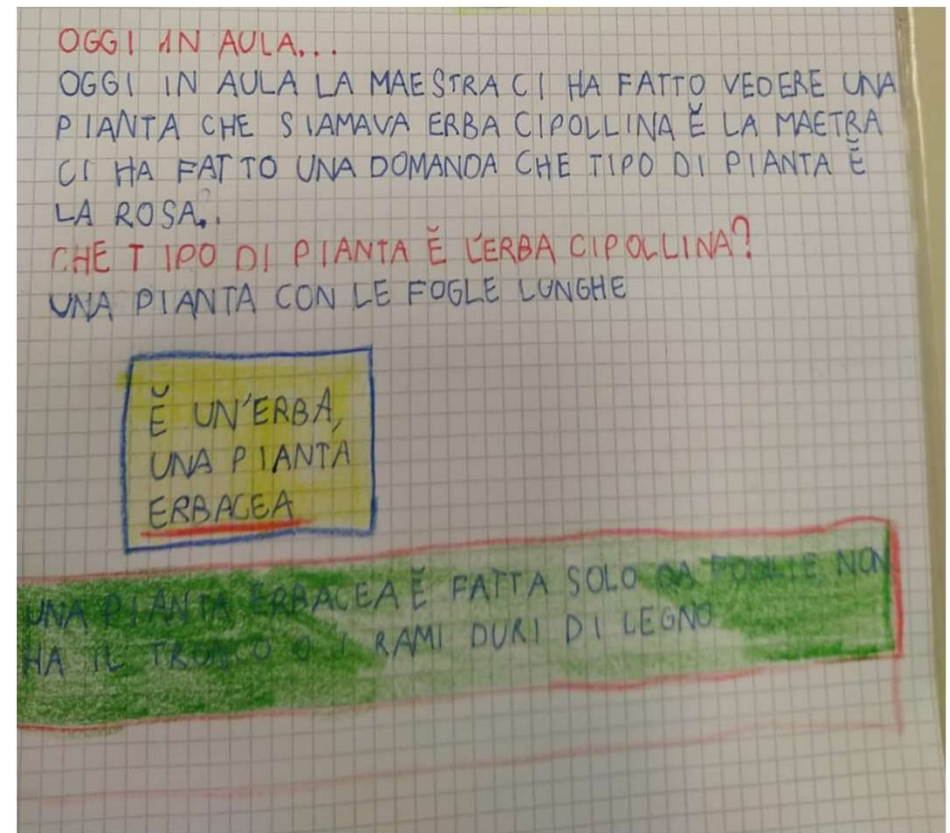 OGGI IN AULA...
OGGI IN AULA LA MAESTRA CI HA FATTO VEDERE UNA
PIANTA CHE SIAMAVA ERBA CIPOLLINA Ĕ LA MAETRA
CI HA FATTO UNA DOMANDA CHE TIPO DI PIANTA Ĕ
LA ROSA..
CHE TIPO DI PIANTA Ĕ L'ERBA CIPOLLINA?
UNA PIANTA CON LE FOGLE LUNGHE
Ĕ UN'ERBA,
UNA PIANTA
ERBACEA
UNA PIANTA ERBACEA Ĕ FATTA SOLO DA FOGLIE, NON
HA IL TRONCO O I RAMI DURI DI LEGNO